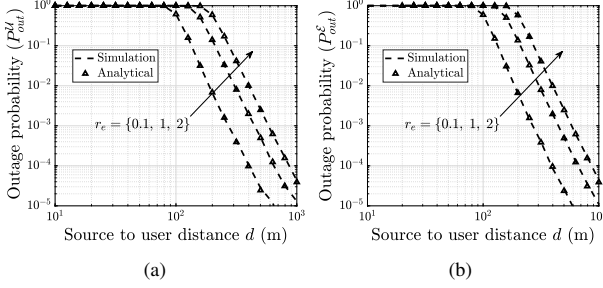 Outage probability (P_out^U)
10^0
10^-1
10^-2
10^-3
10^-4
10^-5
Simulation
Analytical
r_e = {0.1, 1, 2}
10^1 10^2 10^3
Source to user distance d (m)
(a)
Outage probability (P_out^ε)
10^0
10^-1
10^-2
10^-3
10^-4
10^-5
Simulation
Analytical
r_e = {0.1, 1, 2}
10^1 10^2 10^3
Source to user distance d (m)
(b)